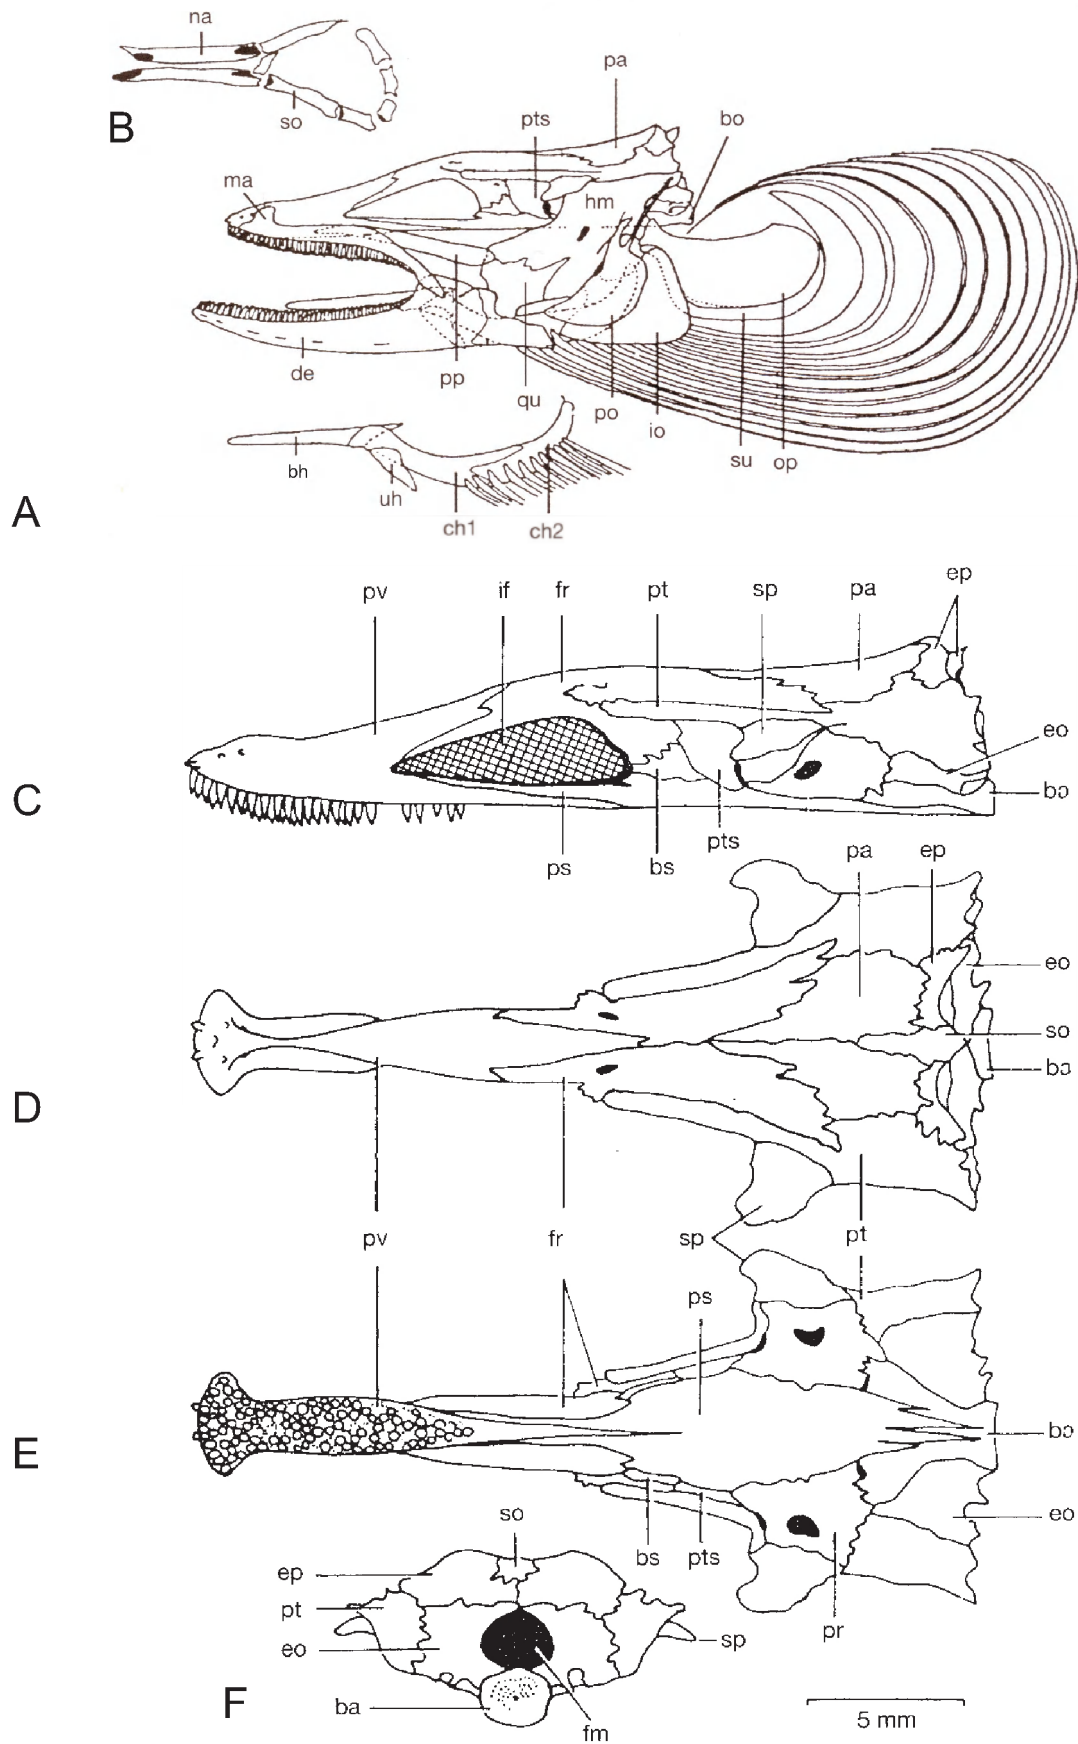 na
so
B
pts
pa
bo
ma
hm
de
pp
qu
po
io
su
op
bh
uh
ch1
ch2
A
pv
if
fr
pt
sp
pa
ep
eo
bo
C
ps
bs
pts
pa
ep
eo
so
bo
D
pv
fr
sp
pt
ps
bo
E
eo
so
bs
pts
pr
ep
pt
eo
sp
ba
fm
F
5 mm